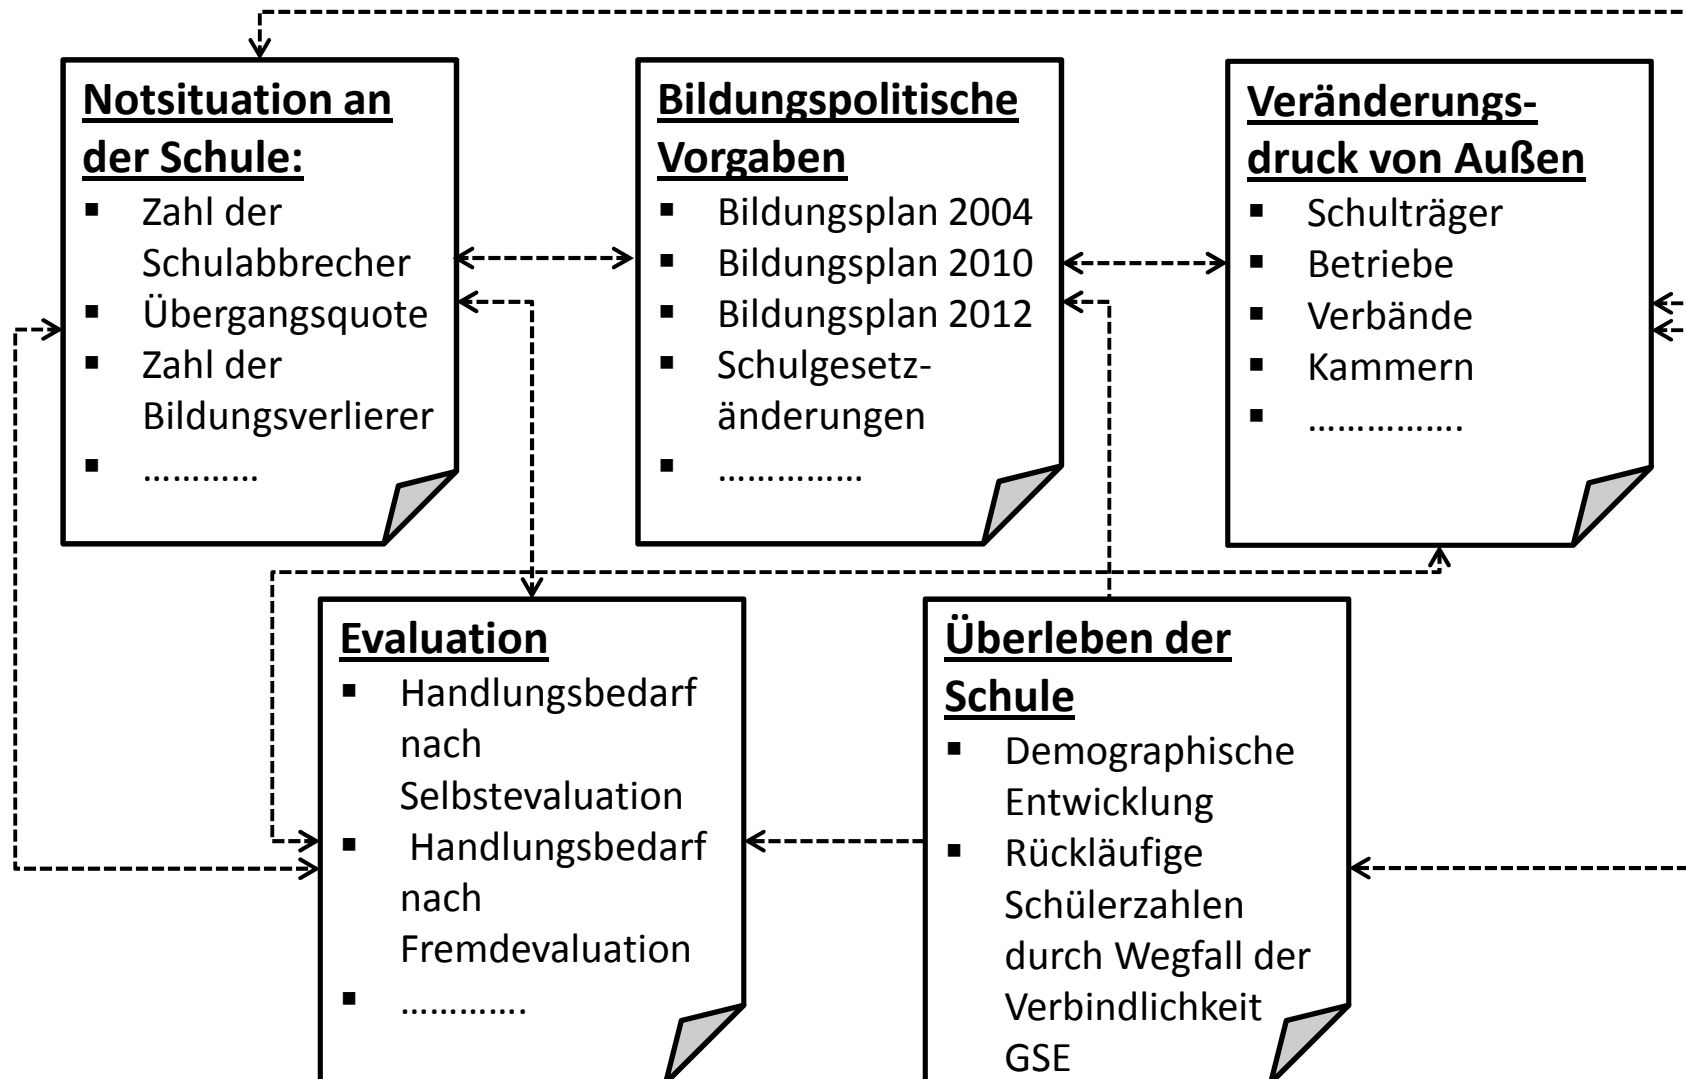 Notsituation an
der Schule:
▪ Zahl der
Schulabbrecher
▪ Übergangsquote
▪ Zahl der
Bildungsverlierer
▪ …………
Bildungspolitische
Vorgaben
▪ Bildungsplan 2004
▪ Bildungsplan 2010
▪ Bildungsplan 2012
▪ Schulgesetz-
änderungen
▪ ……………
Veränderungs-
druck von Außen
▪ Schulträger
▪ Betriebe
▪ Verbände
▪ Kammern
▪ …………….
Evaluation
▪ Handlungsbedarf
nach
Selbstevaluation
▪ Handlungsbedarf
nach
Fremdevaluation
▪ ………….
Überleben der
Schule
▪ Demographische
Entwicklung
▪ Rückläufige
Schülerzahlen
durch Wegfall der
Verbindlichkeit
GSE